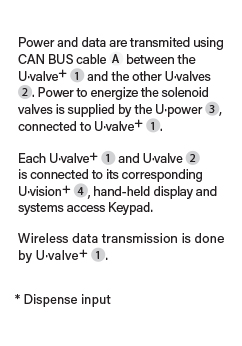 Power and data are transmited using
CAN BUS cable A between the
U·valve+ 1 and the other U·valves
2. Power to energize the solenoid
valves is supplied by the U·power 3,
connected to U·valve+ 1.
Each U·valve+ 1 and U·valve 2
is connected to its corresponding
U·vision+ 4, hand-held display and
systems access Keypad.
Wireless data transmission is done
by U·valve+ 1.
* Dispense input